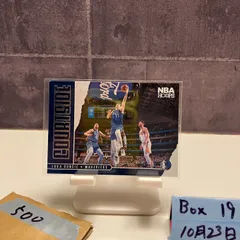 COURTSIDE
NBA
HOOPS
LUKA DONCIC MAVERICKS
500
Box 19
10月23日